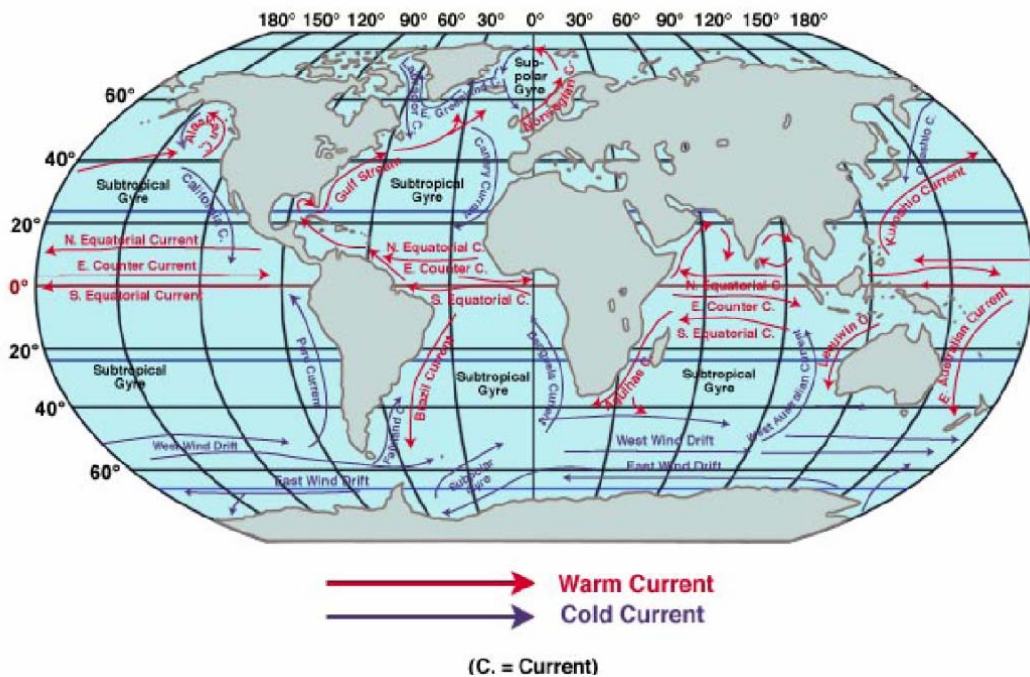 180° 150° 120° 90° 60° 30° 0° 30° 60° 90° 120° 150° 180°
60°
40°
20°
0°
20°
40°
60°
Sub-
polar
Gyre
Labrador C.
E. Greenland C.
Norwegian C.
Alaskan C.
Oyashio C.
Subtropical
Gyre
California C.
Gulf Stream
Subtropical
Gyre
Canary Current
Kuroshio Current
N. Equatorial Current
E. Counter Current
S. Equatorial Current
N. Equatorial C.
E. Counter C.
S. Equatorial C.
N. Equatorial C.
E. Counter C.
S. Equatorial C.
Subtropical
Gyre
Peru Current
Brazil Current
Falkland C.
Subtropical
Gyre
Benguela Current
Agulhas C.
Subtropical
Gyre
West Australian Current
Leeuwin C.
E Australian Current
West Wind Drift
West Wind Drift
East Wind Drift
Subpolar
Gyre
East Wind Drift
Warm Current
Cold Current
(C. = Current)